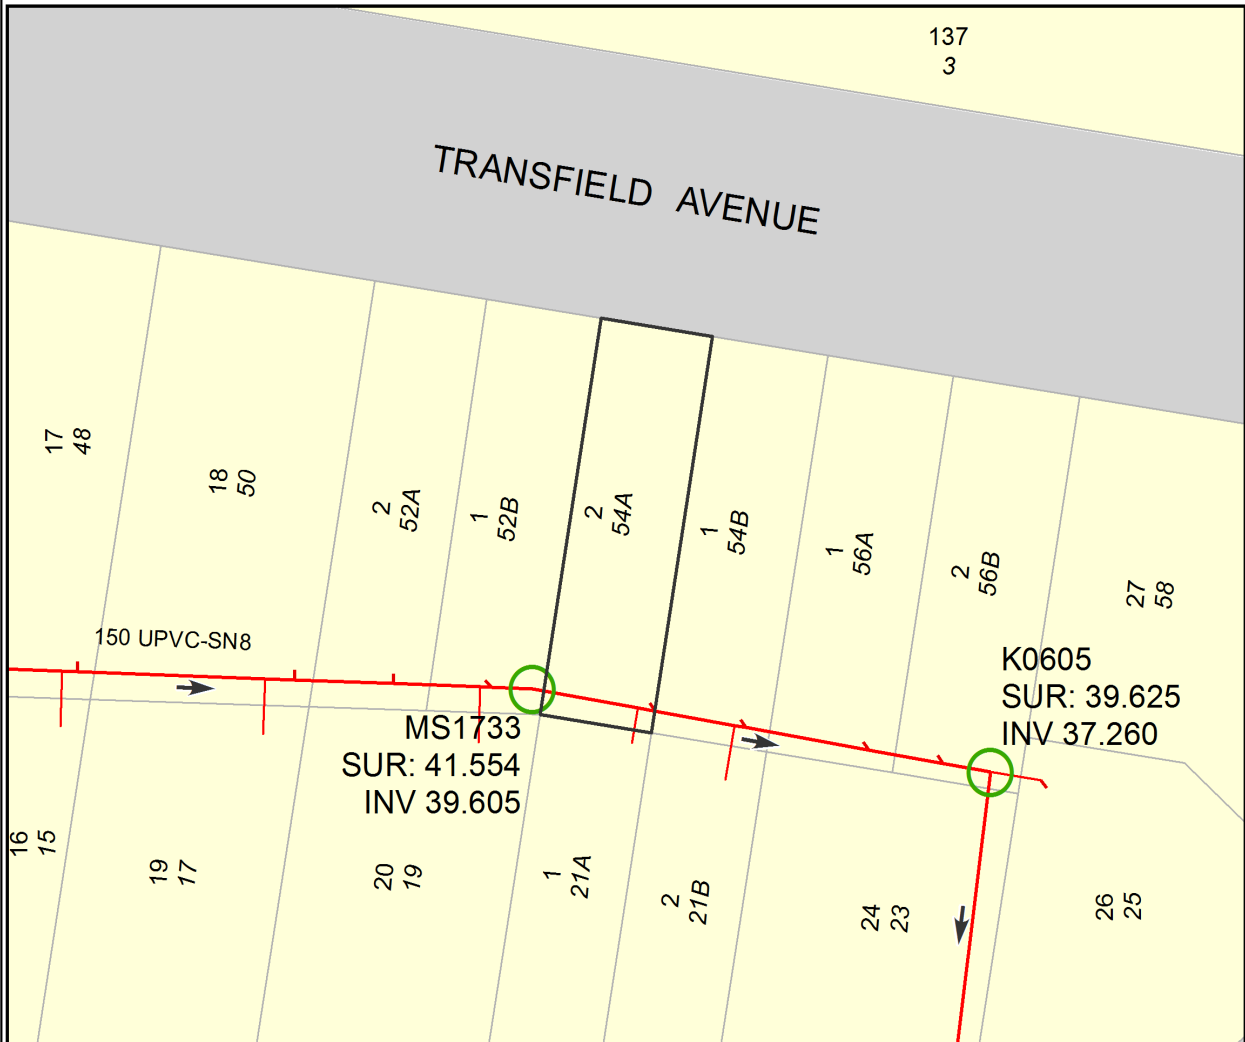 137
3
TRANSFIELD AVENUE
17
48
18
50
2
52A
1
52B
2
54A
1
54B
1
56A
2
56B
27
58
150 UPVC-SN8
K0605
SUR: 39.625
INV 37.260
MS1733
SUR: 41.554
INV 39.605
16
15
19
17
20
19
1
21A
2
21B
24
23
26
25